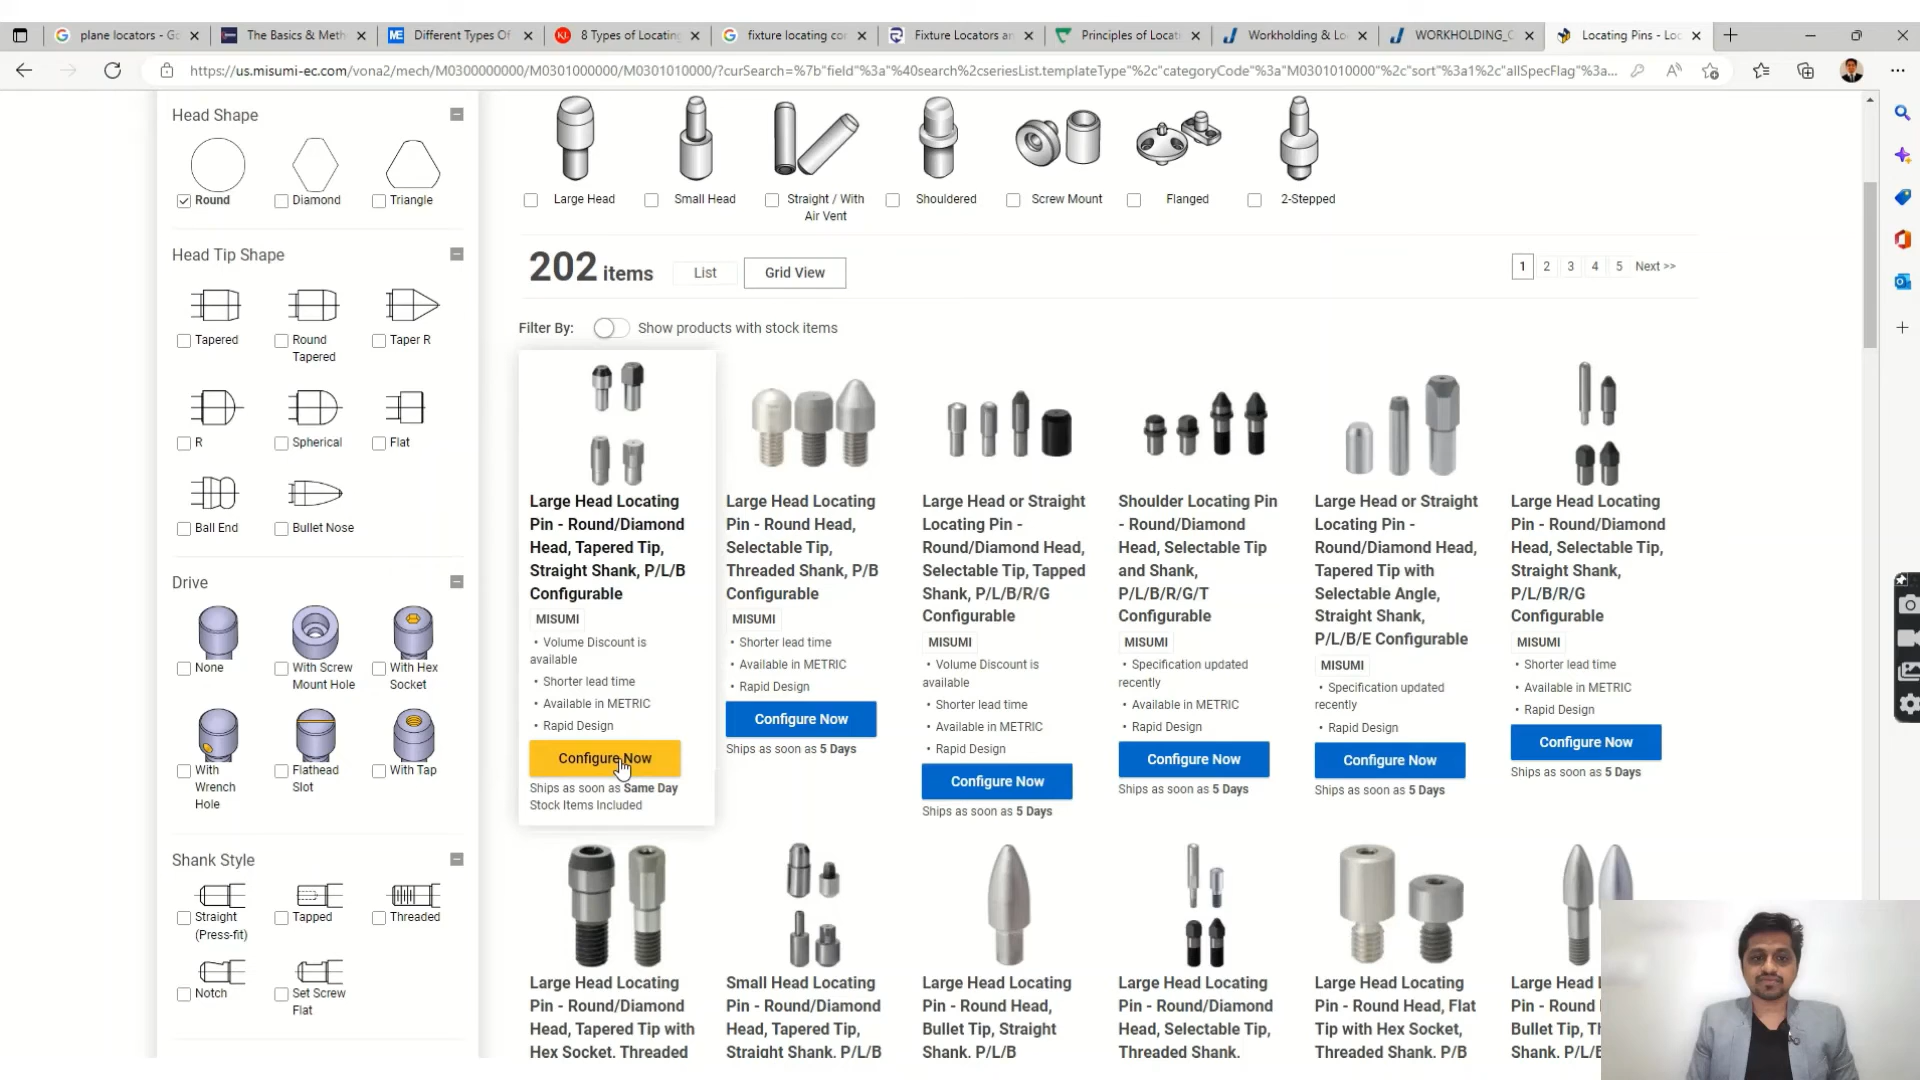 plane locators - Go
The Basics & Meth
Different Types Of
8 Types of Locating
fixture locating co
Fixture Locators an
Principles of Locat
Workholding & Lo
WORKHOLDING_C
Locating Pins - Loc
https://us.misumi-ec.com/vona2/mech/M0300000000/M0301000000/M0301010000/?curSearch=%7b"field"%3a"%40search"%2cseriesList.templateType"%2c"categoryCode"%3a"M0301010000"%2c"sort"%3a1%2c"allSpecFlag"%3a...
Head Shape
Round
Diamond
Triangle
Head Tip Shape
Tapered
Round Tapered
Taper R
R
Spherical
Flat
Ball End
Bullet Nose
Drive
None
With Screw Mount Hole
With Hex Socket
With Wrench Hole
Flathead Slot
With Tap
Shank Style
Straight (Press-fit)
Tapped
Threaded
Notch
Set Screw Flat
Large Head
Small Head
Straight / With Air Vent
Shouldered
Screw Mount
Flanged
2-Stepped
202 items
List
Grid View
1 2 3 4 5 Next >>
Filter By:
Show products with stock items
Large Head Locating
Pin - Round/Diamond
Head, Tapered Tip,
Straight Shank, P/L/B
Configurable
MISUMI
・Volume Discount is
available
・Shorter lead time
・Available in METRIC
・Rapid Design
Configure Now
Ships as soon as Same Day
Stock Items Included
Large Head Locating
Pin - Round Head,
Selectable Tip,
Threaded Shank, P/B
Configurable
MISUMI
・Shorter lead time
・Available in METRIC
・Rapid Design
Configure Now
Ships as soon as 5 Days
Large Head or Straight
Locating Pin -
Round/Diamond Head,
Selectable Tip, Tapped
Shank, P/L/B/R/G
Configurable
MISUMI
・Volume Discount is
available
・Shorter lead time
・Available in METRIC
・Rapid Design
Configure Now
Ships as soon as 5 Days
Shoulder Locating Pin
- Round/Diamond
Head, Selectable Tip
and Shank,
P/L/B/R/G/T
Configurable
MISUMI
・Specification updated
recently
・Available in METRIC
・Rapid Design
Configure Now
Ships as soon as 5 Days
Large Head or Straight
Locating Pin -
Round/Diamond Head,
Tapered Tip with
Selectable Angle,
Straight Shank,
P/L/B/E Configurable
MISUMI
・Specification updated
recently
・Rapid Design
Configure Now
Ships as soon as 5 Days
Large Head Locating
Pin - Round/Diamond
Head, Selectable Tip,
Straight Shank,
P/L/B/R/G
Configurable
MISUMI
・Shorter lead time
・Available in METRIC
・Rapid Design
Configure Now
Ships as soon as 5 Days
Large Head Locating
Pin - Round/Diamond
Head, Tapered Tip with
Hex Socket, Threaded
Small Head Locating
Pin - Round/Diamond
Head, Tapered Tip,
Straight Shank, P/L/B
Large Head Locating
Pin - Round Head,
Bullet Tip, Straight
Shank, P/L/B
Large Head Locating
Pin - Round/Diamond
Head, Selectable Tip,
Threaded Shank,
Large Head Locating
Pin - Round Head, Flat
Tip with Hex Socket,
Threaded Shank, P/B
Large Head
Pin - Round
Bullet Tip, Th
Shank, P/L/B